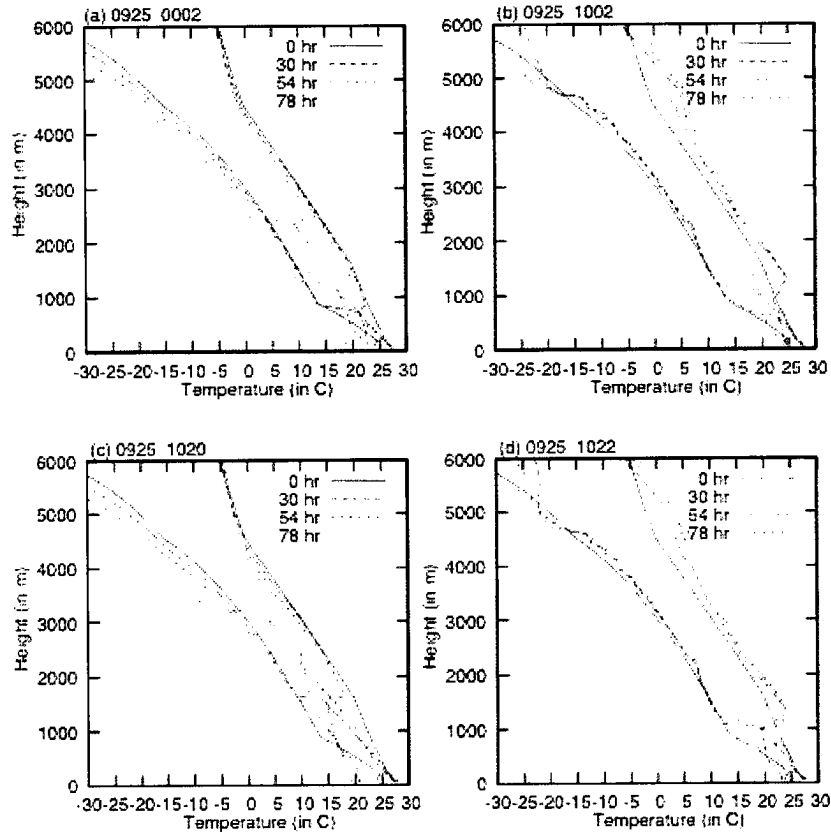 (a) 0925 0002
6000
5000
4000
3000
2000
1000
0
Height (in m)
0 hr
30 hr
54 hr
78 hr
-30-25-20-15-10 -5 0 5 10 15 20 25 30
Temperature (in C)
(b) 0925 1002
6000
5000
4000
3000
2000
1000
0
Height (in m)
0 hr
30 hr
54 hr
78 hr
-30-25-20-15-10 -5 0 5 10 15 20 25 30
Temperature (in C)
(c) 0925 1020
6000
5000
4000
3000
2000
1000
0
Height (in m)
0 hr
30 hr
54 hr
78 hr
-30-25-20-15-10 -5 0 5 10 15 20 25 30
Temperature (in C)
(d) 0925 1022
6000
5000
4000
3000
2000
1000
0
Height (in m)
0 hr
30 hr
54 hr
78 hr
-30-25-20-15-10 -5 0 5 10 15 20 25 30
Temperature (in C)